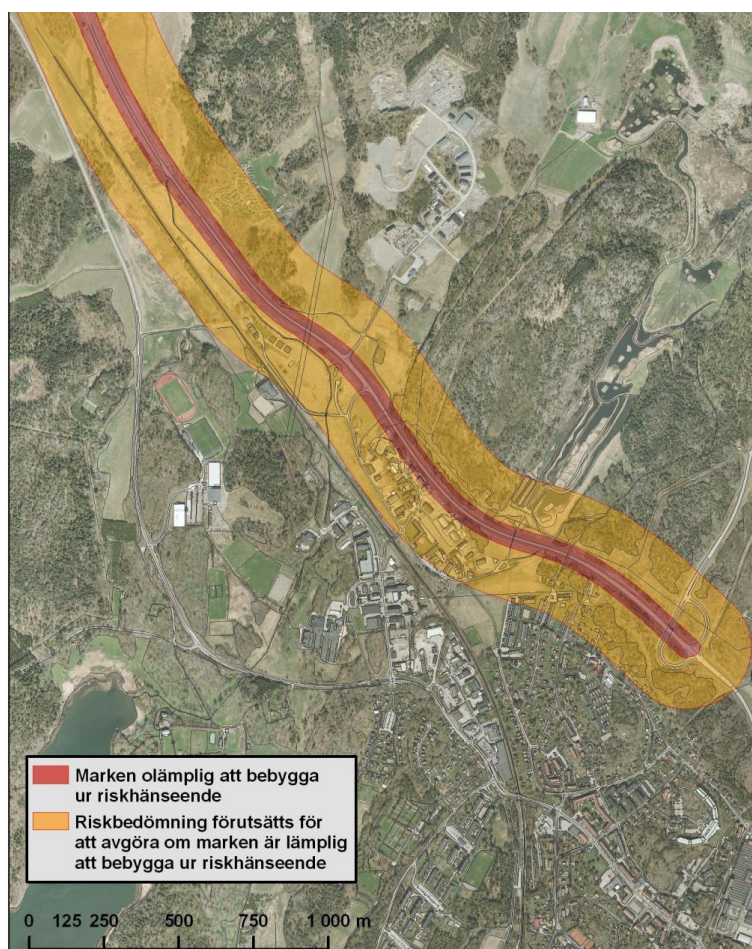 Marken olämplig att bebygga
ur riskhänseende
Riskbedömning förutsätts för
att avgöra om marken är lämplig
att bebygga ur riskhänseende
0 125 250 500 750 1 000 m